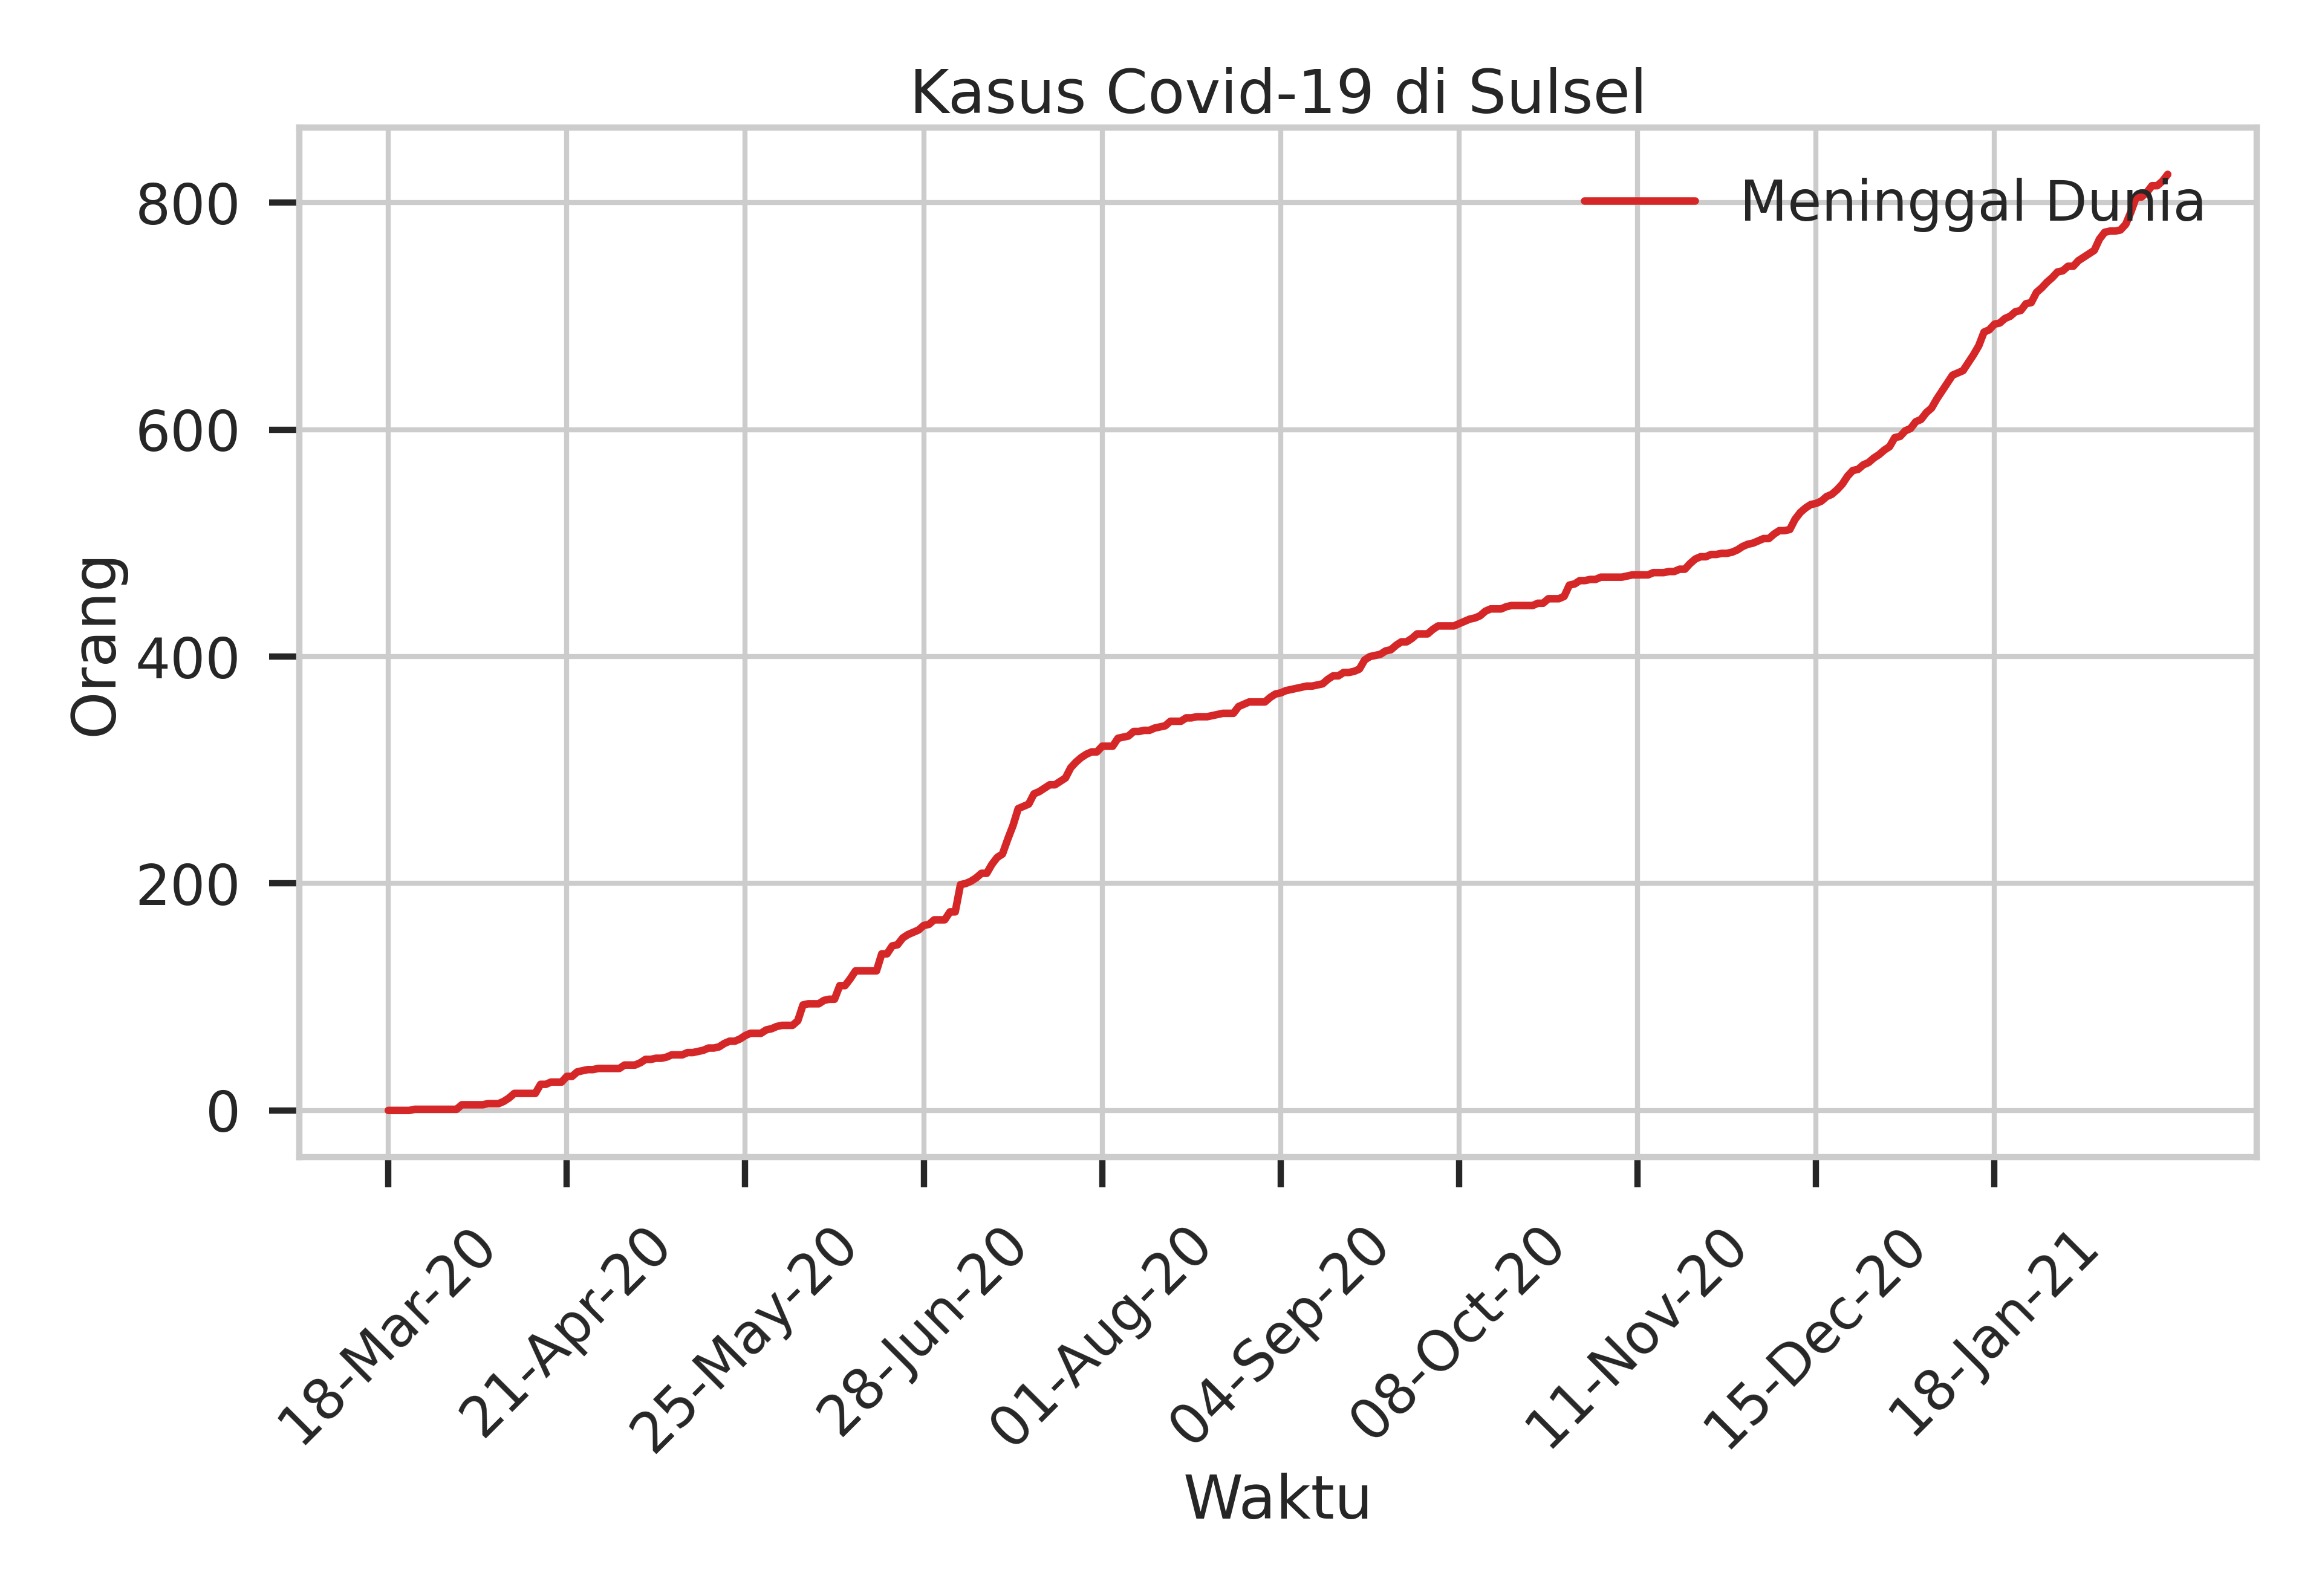 Kasus Covid-19 di Sulsel
Meninggal Dunia
800
600
400
200
0
Orang
18-Mar-20
21-Apr-20
25-May-20
28-Jun-20
01-Aug-20
04-Sep-20
08-Oct-20
11-Nov-20
15-Dec-20
18-Jan-21
Waktu